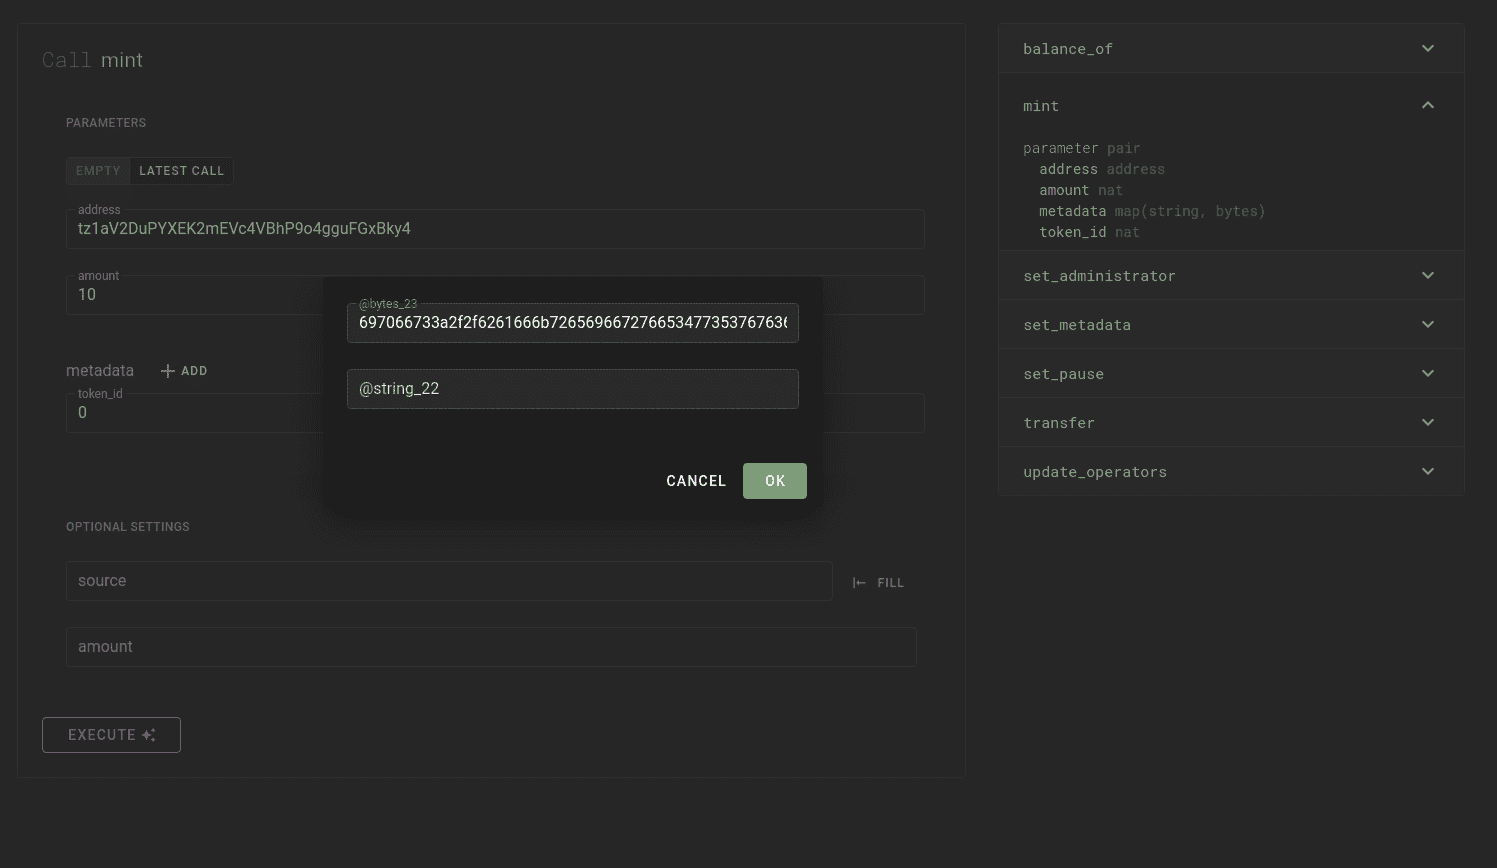 Call mint
PARAMETERS
EMPTY LATEST CALL
address
tz1aV2DuPYXEK2mEVc4VBhP9o4gguFGxBky4
amount
10
metadata ADD
token_id
0
@bytes_23
697066733a2f2f6261666b726569667276653477353767636
@string_22
CANCEL OK
OPTIONAL SETTINGS
source
FILL
amount
EXECUTE
balance_of
mint
parameter pair
address address
amount nat
metadata map(string, bytes)
token_id nat
set_administrator
set_metadata
set_pause
transfer
update_operators